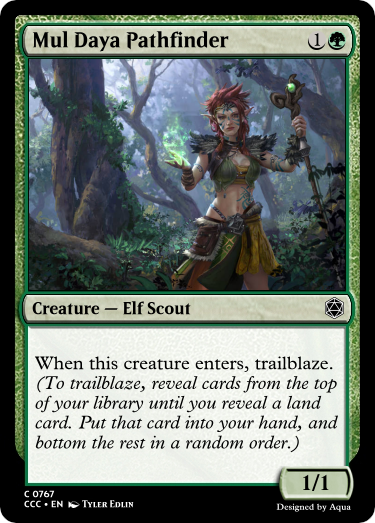 Mul Daya Pathfinder 1
Creature — Elf Scout
When this creature enters, trailblaze.
(To trailblaze, reveal cards from the top
of your library until you reveal a land
card. Put that card into your hand, and
bottom the rest in a random order.)
1/1
C 0767
CCC • EN Tyler Edlin
Designed by Aqua